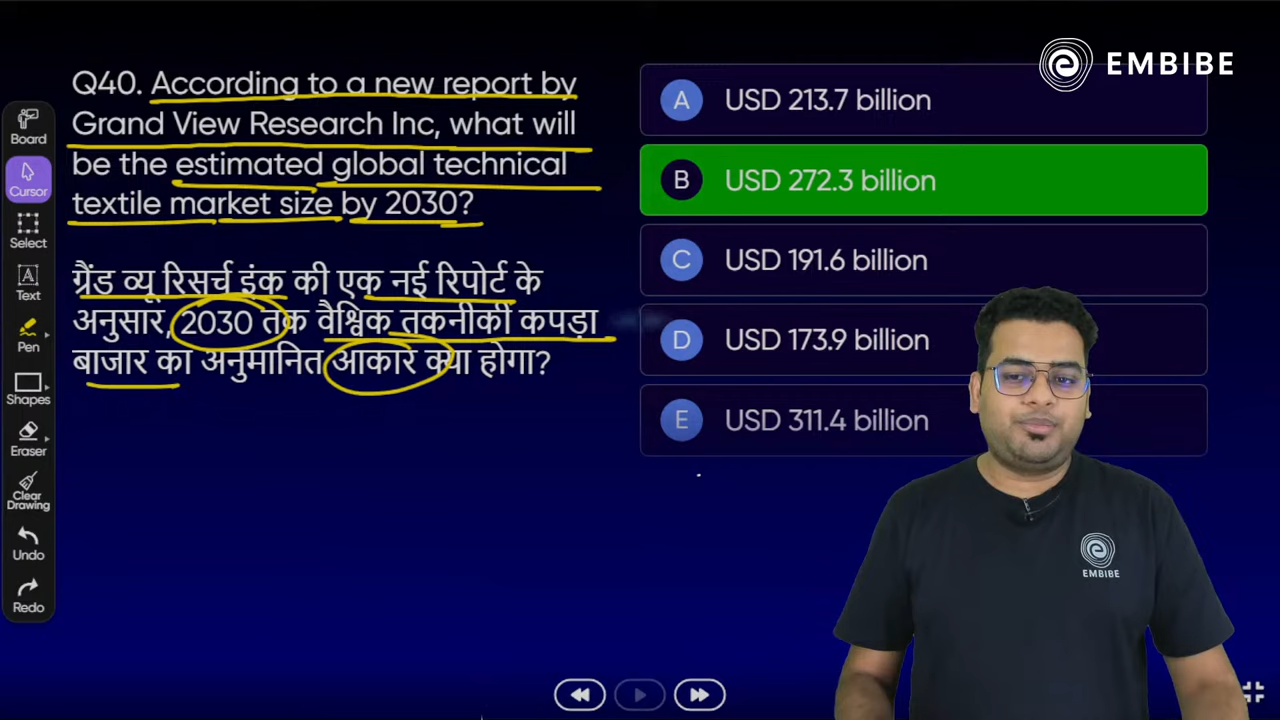 EMBIBE
Q40. According to a new report by
Grand View Research Inc, what will
be the estimated global technical
textile market size by 2030?
ग्रैंड व्यू रिसर्च इंक की एक नई रिपोर्ट के
अनुसार, 2030 तक वैश्विक तकनीकी कपड़ा
बाजार का अनुमानित आकार क्या होगा?
A USD 213.7 billion
B USD 272.3 billion
C USD 191.6 billion
D USD 173.9 billion
E USD 311.4 billion
Board
Cursor
Select
A
Text
Pen
Shapes
Eraser
Clear
Drawing
Undo
Redo
EMBIBE